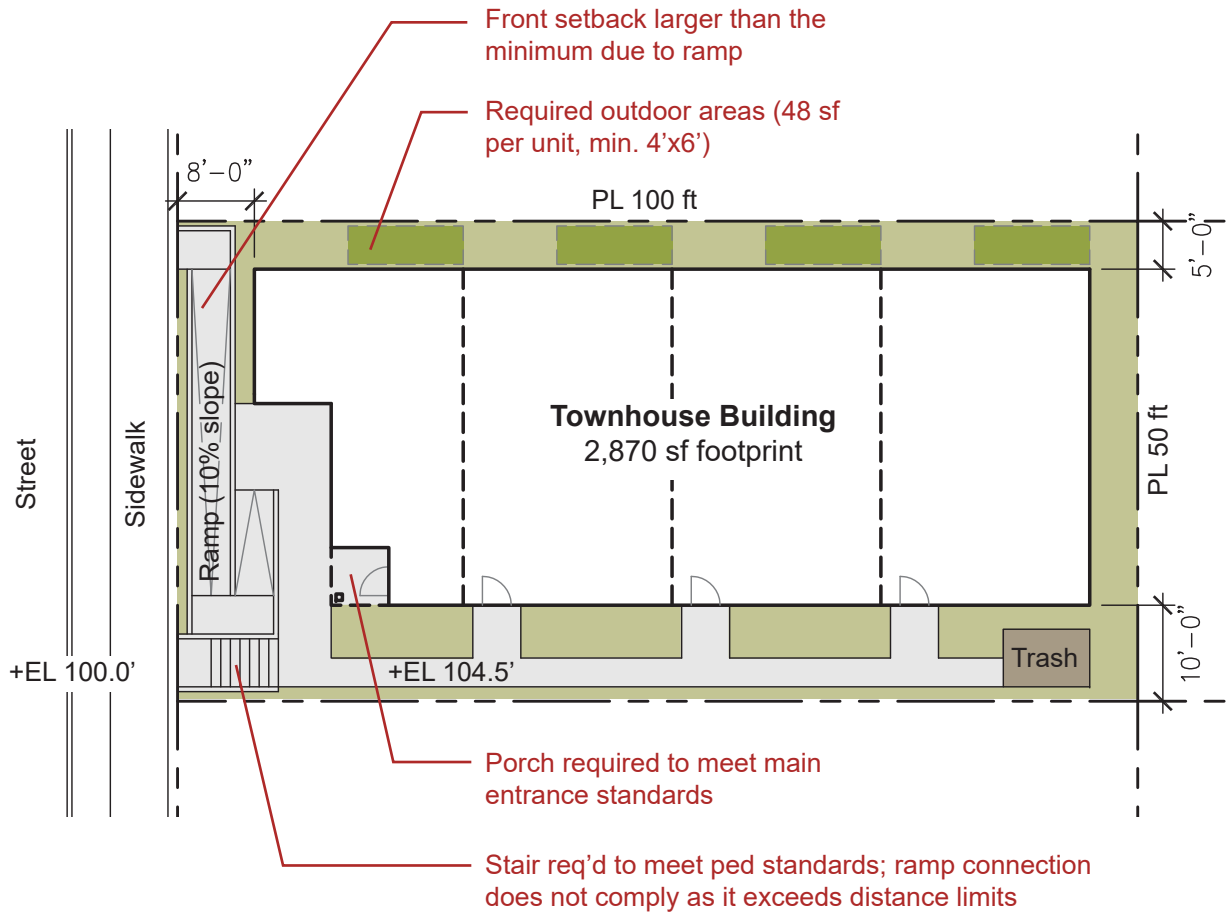 Front setback larger than the
minimum due to ramp
Required outdoor areas (48 sf
per unit, min. 4’x6’)
8’–0”
PL 100 ft
5’–0”
Ramp (10% slope)
Townhouse Building
2,870 sf footprint
PL 50 ft
Street
Sidewalk
+EL 100.0’
+EL 104.5’
Trash
10’–0”
Porch required to meet main
entrance standards
Stair req’d to meet ped standards; ramp connection
does not comply as it exceeds distance limits